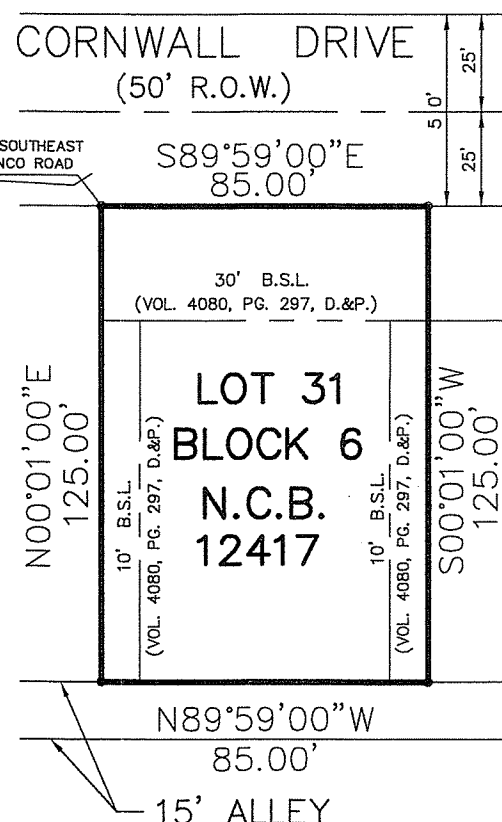 CORNWALL DRIVE
(50' R.O.W.)
25'
50'
25'
SOUTHEAST
NCO ROAD
S89°59'00"E
85.00'
30' B.S.L.
(VOL. 4080, PG. 297, D.&P.)
N00°01'00"E
125.00'
10' B.S.L.
(VOL. 4080, PG. 297, D.&P.)
LOT 31
BLOCK 6
N.C.B.
12417
10' B.S.L.
(VOL. 4080, PG. 297, D.&P.)
S00°01'00"W
125.00'
N89°59'00"W
85.00'
15' ALLEY